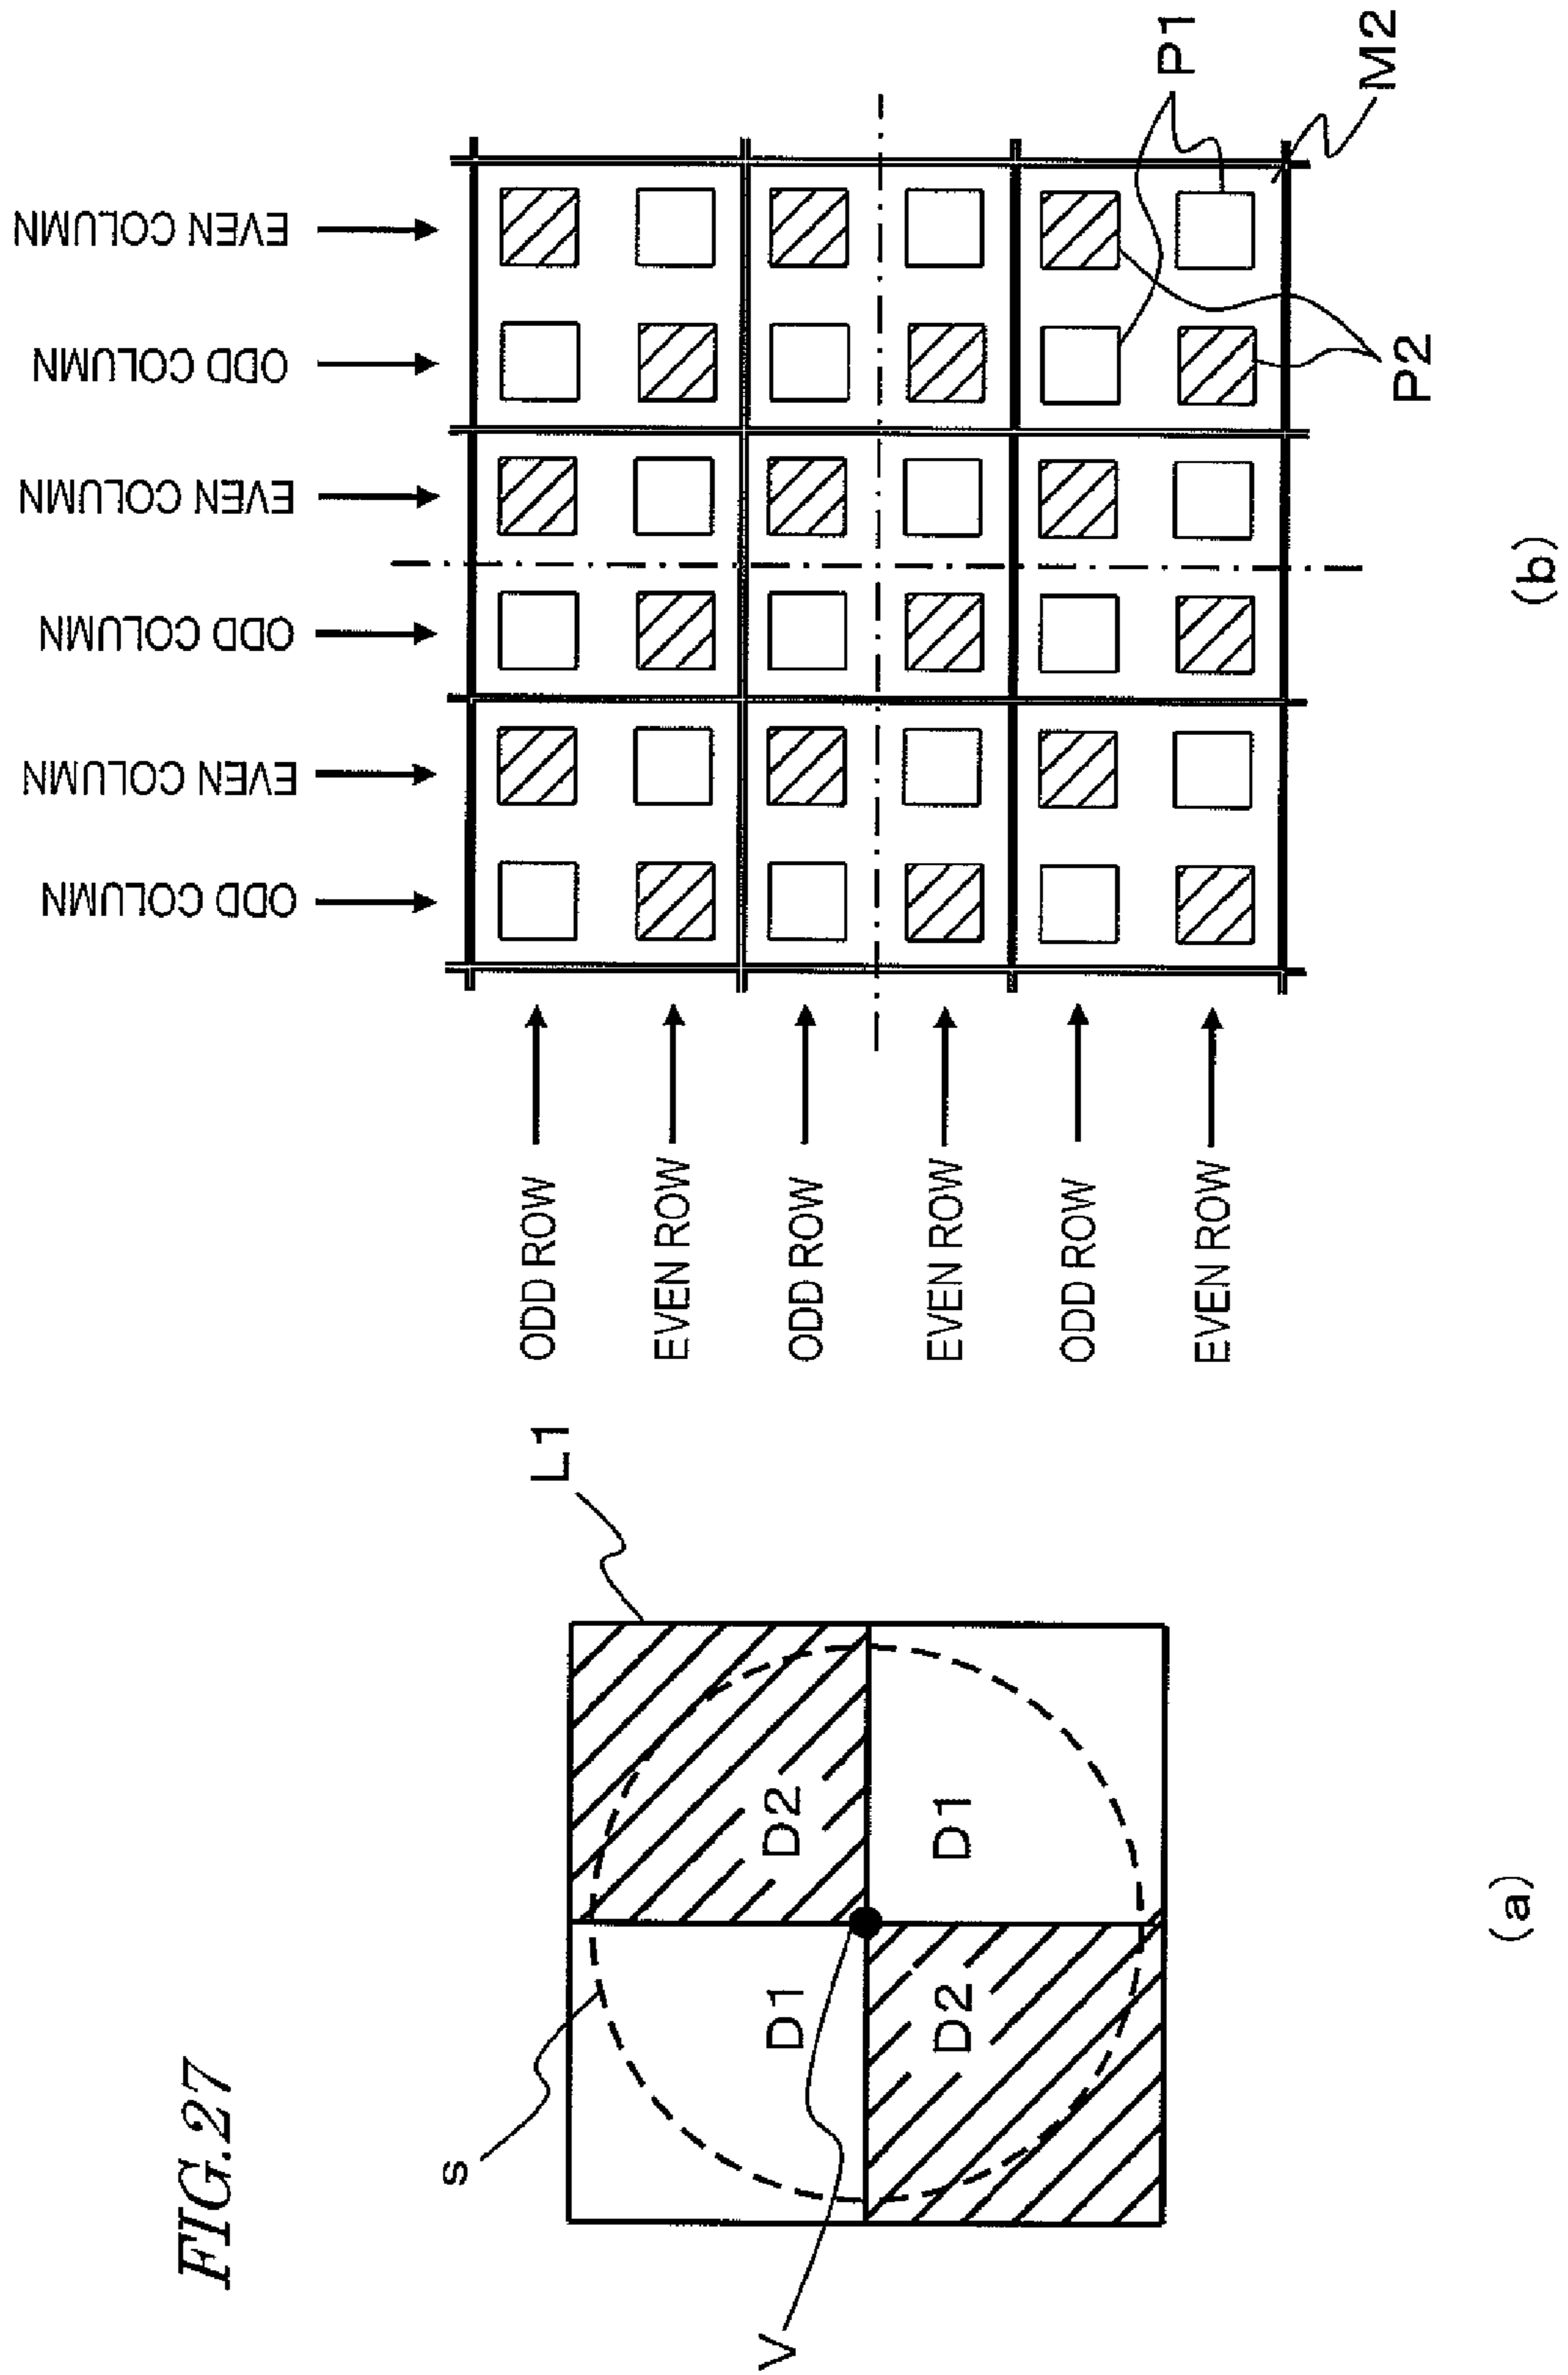 FIG.27
S
V
L1
D1
D2
D2
D1
(a)
ODD COLUMN
EVEN COLUMN
ODD COLUMN
EVEN COLUMN
ODD COLUMN
EVEN COLUMN
ODD ROW
EVEN ROW
ODD ROW
EVEN ROW
ODD ROW
EVEN ROW
P1
P2
M2
(b)